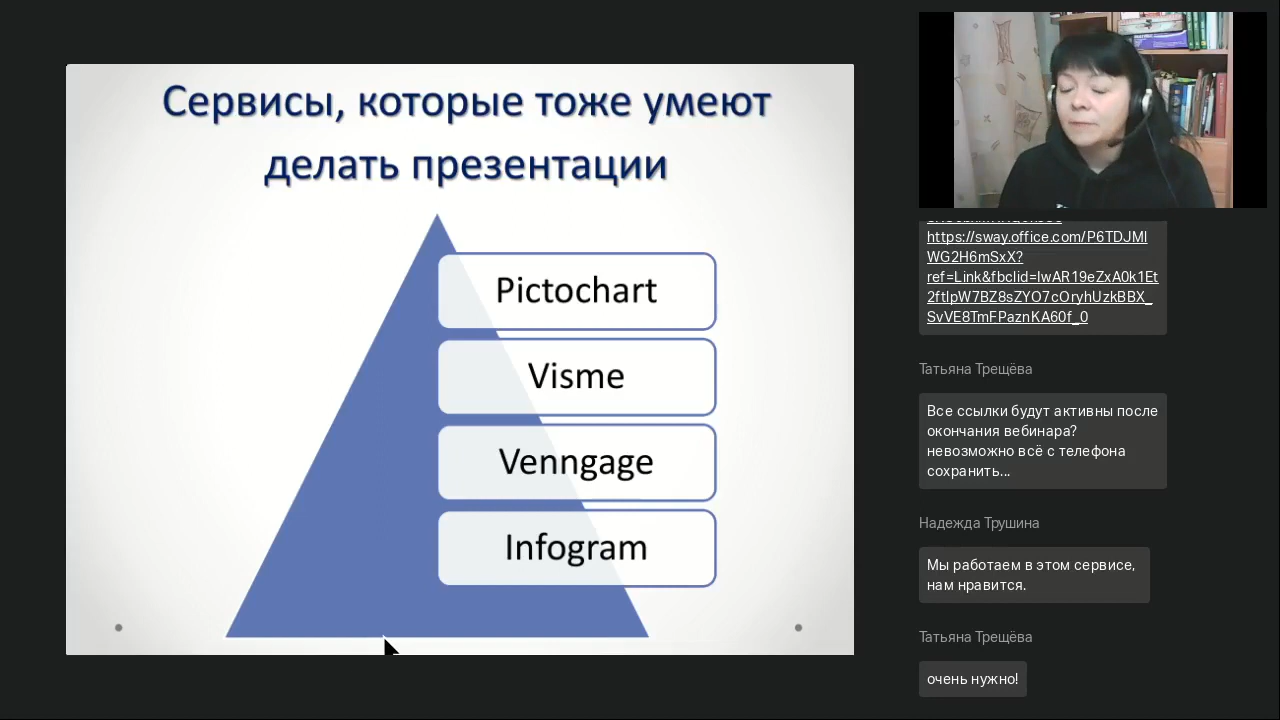 Сервисы, которые тоже умеют
делать презентации
Pictochart
Visme
Venngage
Infogram
https://sway.office.com/P6TDJMl
WG2H6mSxX?
ref=Link&fbclid=IwAR19eZxA0k1Et
2ftlpW7BZ8sZYO7cOryhUzkBBX_
SvVE8TmFPaznKA60f_0
Татьяна Трещёва
Все ссылки будут активны после
окончания вебинара?
невозможно всё с телефона
сохранить...
Надежда Трушина
Мы работаем в этом сервисе,
нам нравится.
Татьяна Трещёва
очень нужно!